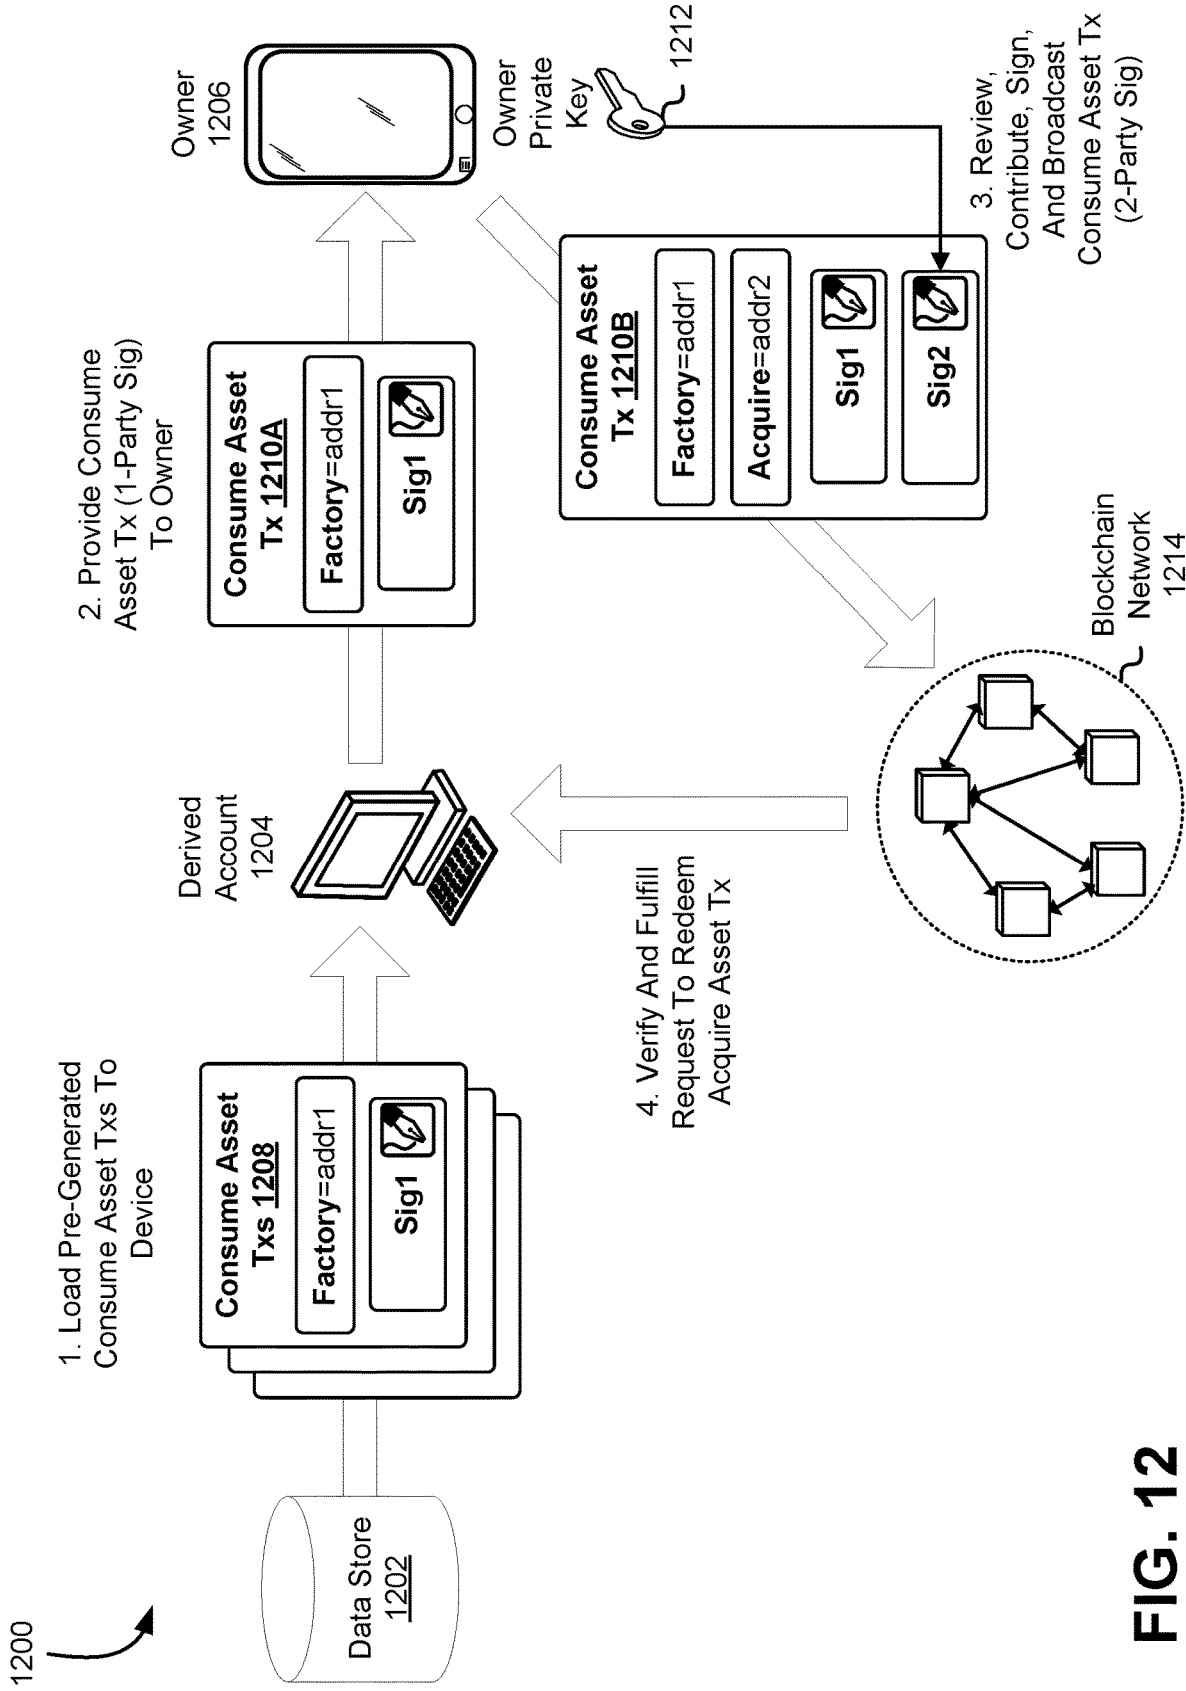 1200
Data Store
1202
1. Load Pre-Generated
Consume Asset Txs To
Device
Consume Asset
Txs 1208
Factory=addr1
Sig1
Derived
Account
1204
2. Provide Consume
Asset Tx (1-Party Sig)
To Owner
Consume Asset
Tx 1210A
Factory=addr1
Sig1
Owner
1206
Owner
Private
Key
1212
3. Review,
Contribute, Sign,
And Broadcast
Consume Asset Tx
(2-Party Sig)
Consume Asset
Tx 1210B
Factory=addr1
Acquire=addr2
Sig1
Sig2
4. Verify And Fulfill
Request To Redeem
Acquire Asset Tx
Blockchain
Network
1214
FIG. 12